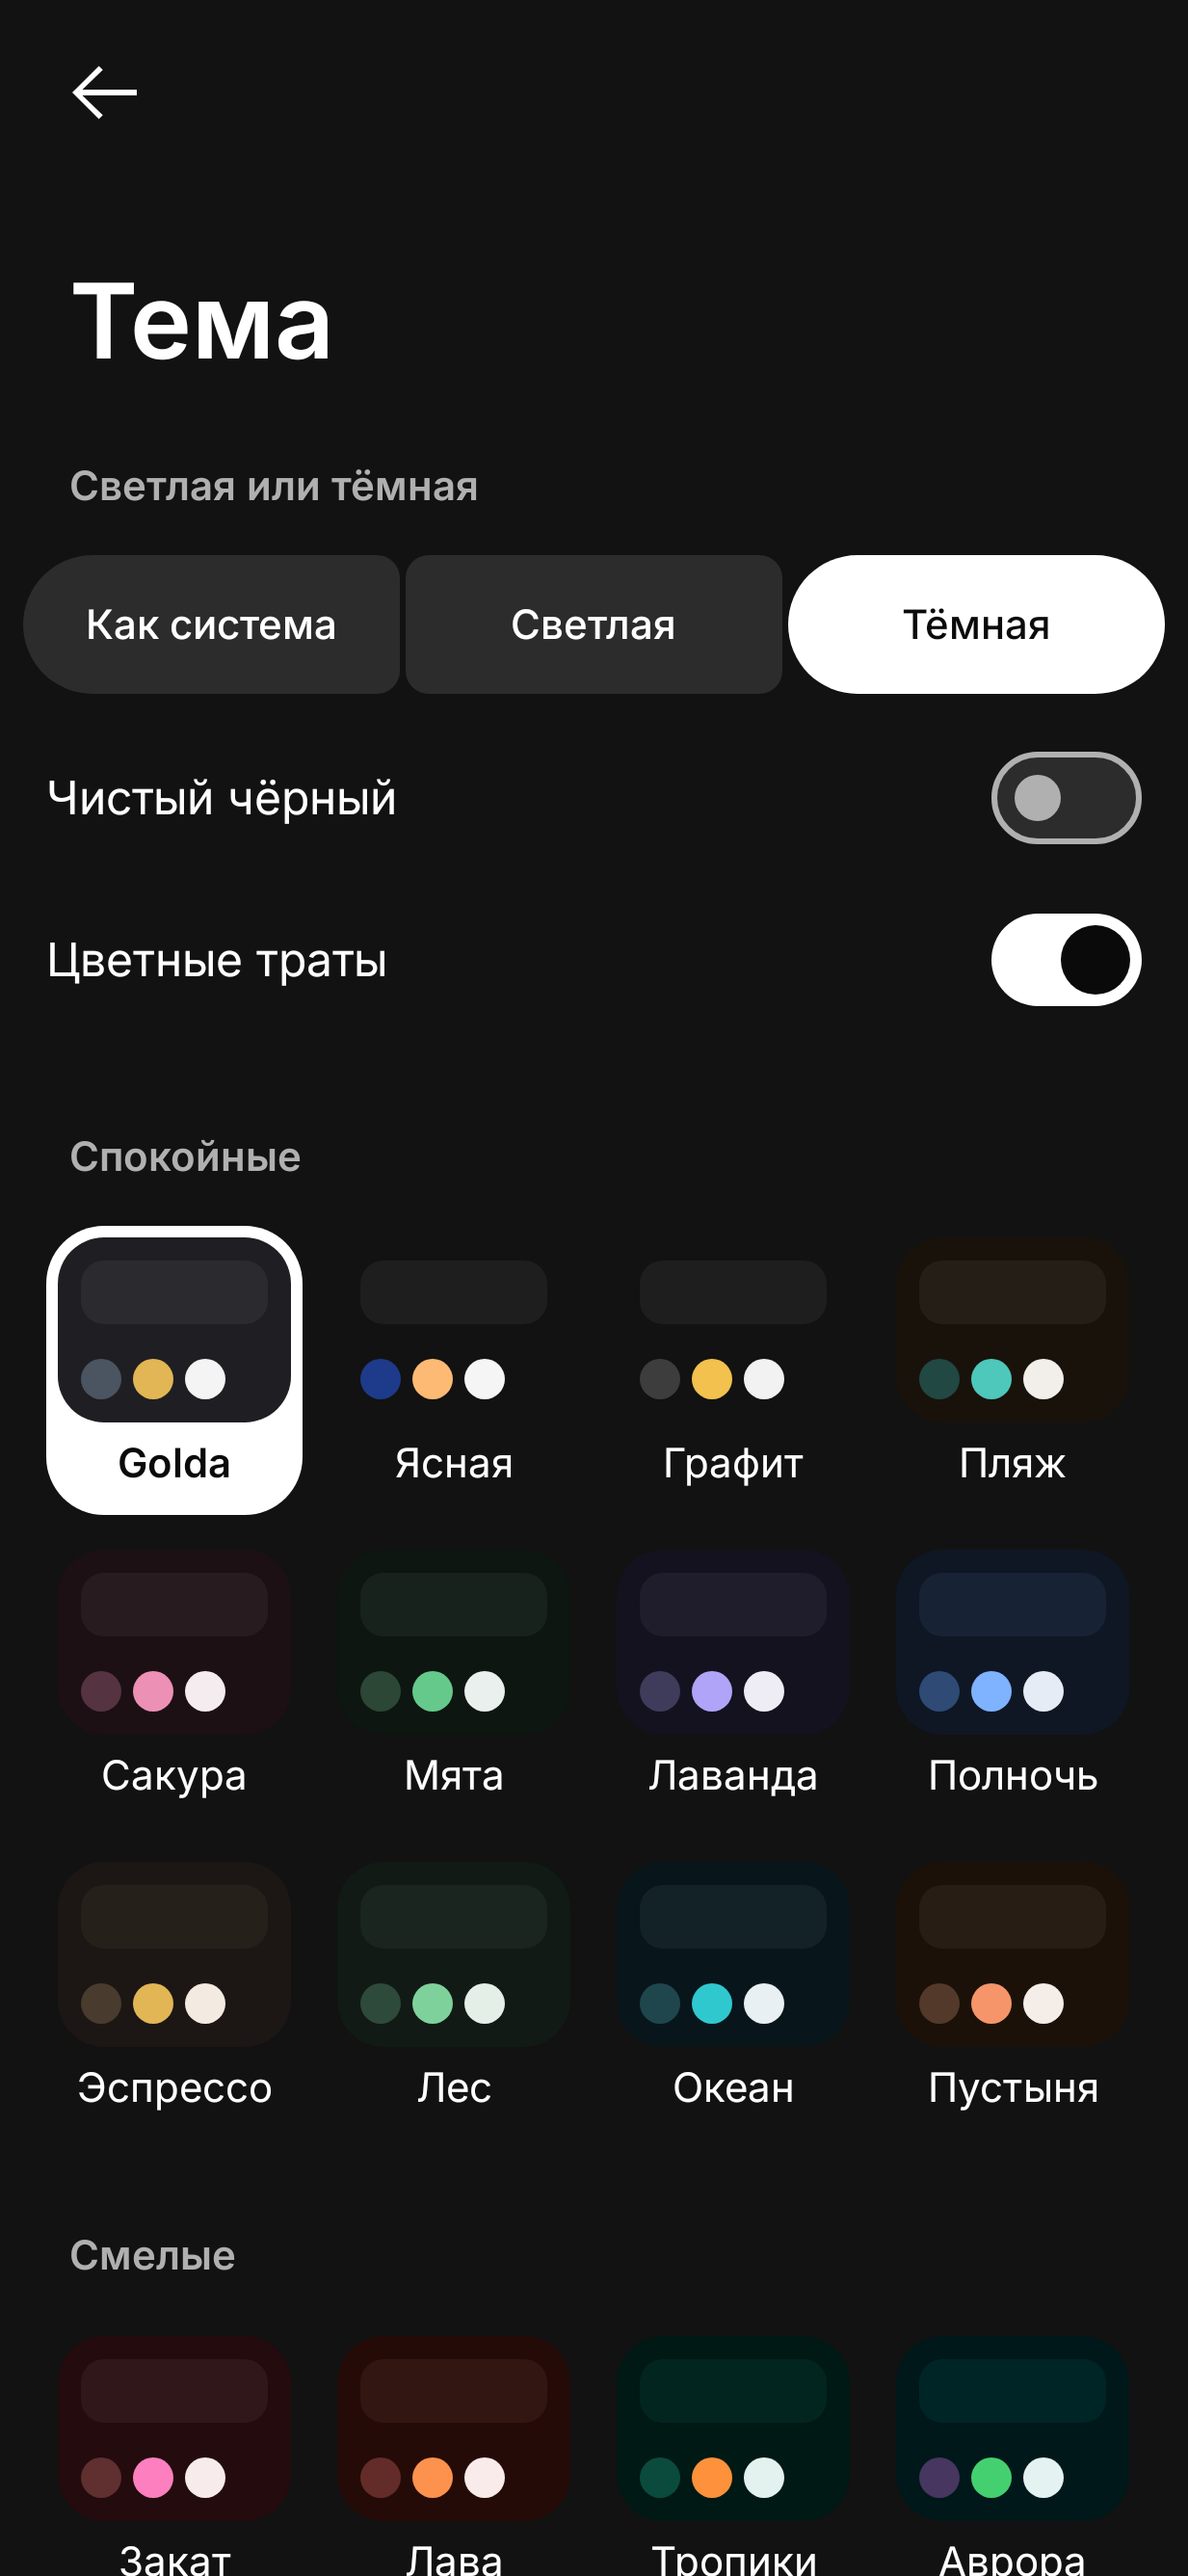 Тема
Светлая или тёмная
Как система
Светлая
Тёмная
Чистый чёрный
Цветные траты
Спокойные
Golda
Ясная
Графит
Пляж
Сакура
Мята
Лаванда
Полночь
Эспрессо
Лес
Океан
Пустыня
Смелые
Закат
Лава
Тропики
Аврора